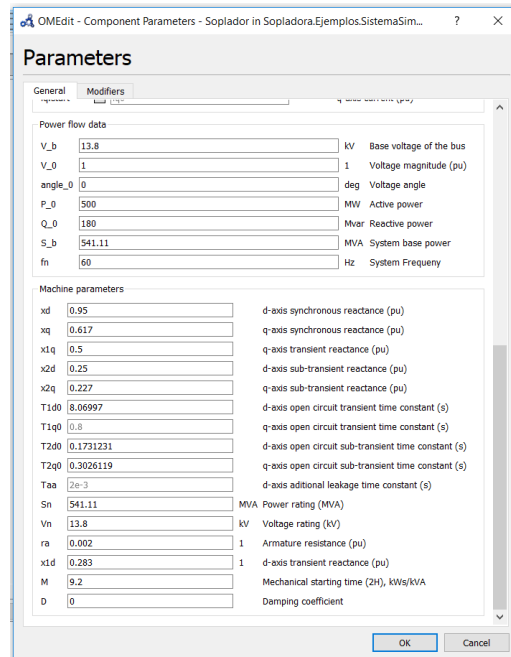 OMEdit - Component Parameters - Soplador in Sopladora.Ejemplos.SistemaSim... ? ×
Parameters
General Modifiers
Power flow data
V_b 13.8 kV Base voltage of the bus
V_0 1 1 Voltage magnitude (pu)
angle_0 0 deg Voltage angle
P_0 500 MW Active power
Q_0 180 Mvar Reactive power
S_b 541.11 MVA System base power
fn 60 Hz System Frequeny
Machine parameters
xd 0.95 d-axis synchronous reactance (pu)
xq 0.617 q-axis synchronous reactance (pu)
x1q 0.5 q-axis transient reactance (pu)
x2d 0.25 d-axis sub-transient reactance (pu)
x2q 0.227 q-axis sub-transient reactance (pu)
T1d0 8.06997 d-axis open circuit transient time constant (s)
T1q0 0.8 q-axis open circuit transient time constant (s)
T2d0 0.1731231 d-axis open circuit sub-transient time constant (s)
T2q0 0.3026119 q-axis open circuit sub-transient time constant (s)
Taa 2e-3 d-axis aditional leakage time constant (s)
Sn 541.11 MVA Power rating (MVA)
Vn 13.8 kV Voltage rating (kV)
ra 0.002 1 Armature resistance (pu)
x1d 0.283 1 d-axis transient reactance (pu)
M 9.2 Mechanical starting time (2H), kWs/kVA
D 0 Damping coefficient
OK Cancel